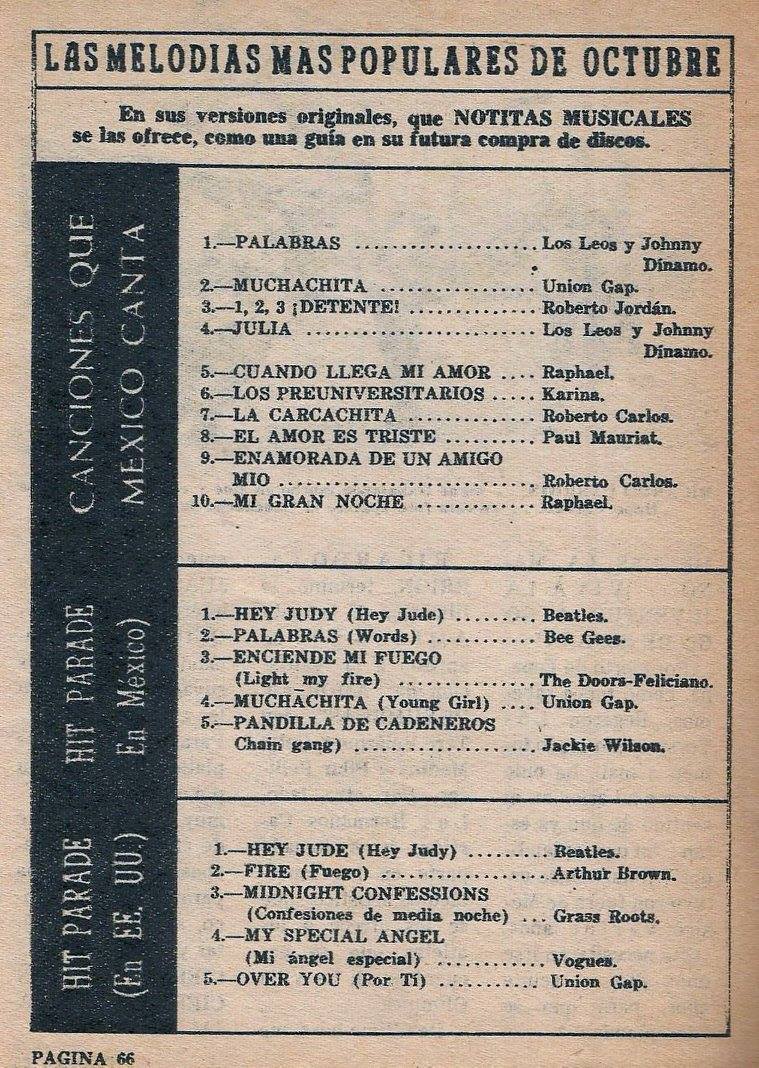 LAS MELODIAS MAS POPULARES DE OCTUBRE
En sus versiones originales, que NOTITAS MUSICALES
se las ofrece, como una guía en su futura compra de discos.
CANCIONES QUE
MEXICO CANTA
1.—PALABRAS .................. Los Leos y Johnny
Dínamo.
2.—MUCHACHITA ............... Union Gap.
3.—1, 2, 3 ¡DETENTE! ............ Roberto Jordán.
4.—JULIA ...................... Los Leos y Johnny
Dínamo.
5.—CUANDO LLEGA MI AMOR .... Raphael.
6.—LOS PREUNIVERSITARIOS ..... Karina.
7.—LA CARCACHITA ............ Roberto Carlos.
8.—EL AMOR ES TRISTE ......... Paul Mauriat.
9.—ENAMORADA DE UN AMIGO
MIO ......................... Roberto Carlos.
10.—MI GRAN NOCHE ............ Raphael.
HIT PARADE
En México)
1.—HEY JUDY (Hey Jude) ........ Beatles.
2.—PALABRAS (Words) ........... Bee Gees.
3.—ENCIENDE MI FUEGO
(Light my fire) .............. The Doors-Feliciano.
4.—MUCHACHITA (Young Girl) .... Union Gap.
5.—PANDILLA DE CADENEROS
Chain gang) .................. Jackie Wilson.
HIT PARADE
(En EE. UU.)
1.—HEY JUDE (Hey Judy) ......... Beatles.
2.—FIRE (Fuego) ................ Arthur Brown.
3.—MIDNIGHT CONFESSIONS
(Confesiones de media noche) ... Grass Roots.
4.—MY SPECIAL ANGEL
(Mi ángel especial) ........... Vogues.
5.—OVER YOU (Por Tí) .......... Union Gap.
PAGINA 66